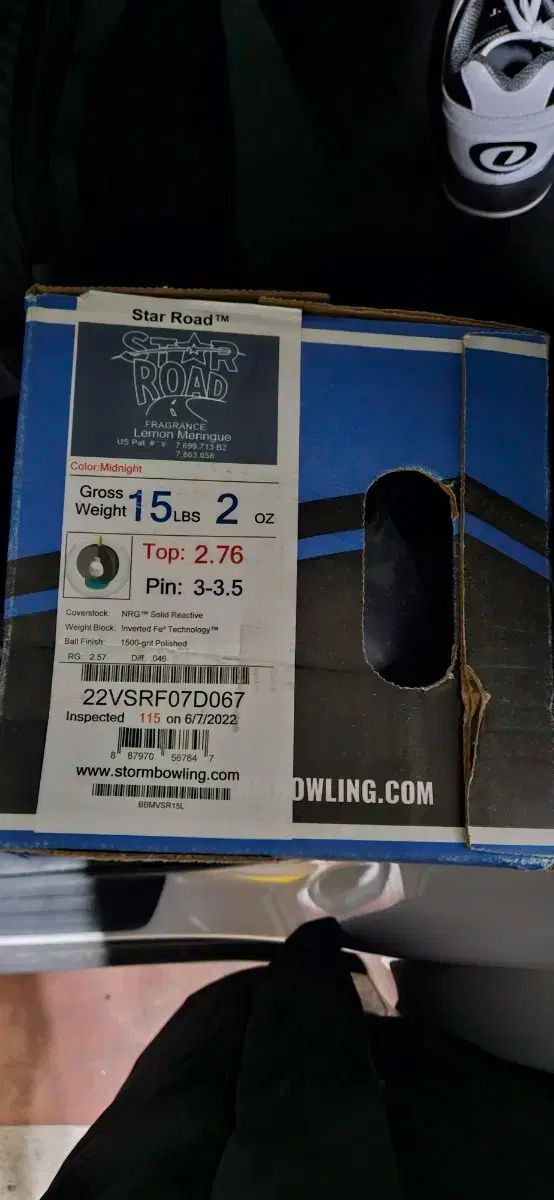 Star Road™
STAR
ROAD
FRAGRANCE
Lemon Meringue
US Pat. #'s 7,699,713 B2
7,803,056
Color:Midnight
Gross
Weight 15 LBS 2 OZ
Top: 2.76
Pin: 3-3.5
Coverstock: NRG™ Solid Reactive
Weight Block: Inverted Fe² Technology™
Ball Finish: 1500-grit Polished
RG: 2.57 Diff .046
22VSRF07D067
Inspected 115 on 6/7/2022
8 87970 56764 7
www.stormbowling.com
BBMVSR15L
OWLING.COM